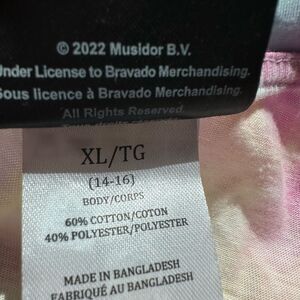 © 2022 Musidor B.V.
Under License to Bravado Merchandising.
Sous licence à Bravado Merchandising.
All Rights Reserved.
XL/TG
(14-16)
BODY/CORPS
60% COTTON/COTON
40% POLYESTER/POLYESTER
MADE IN BANGLADESH
FABRIQUÉ AU BANGLADESH